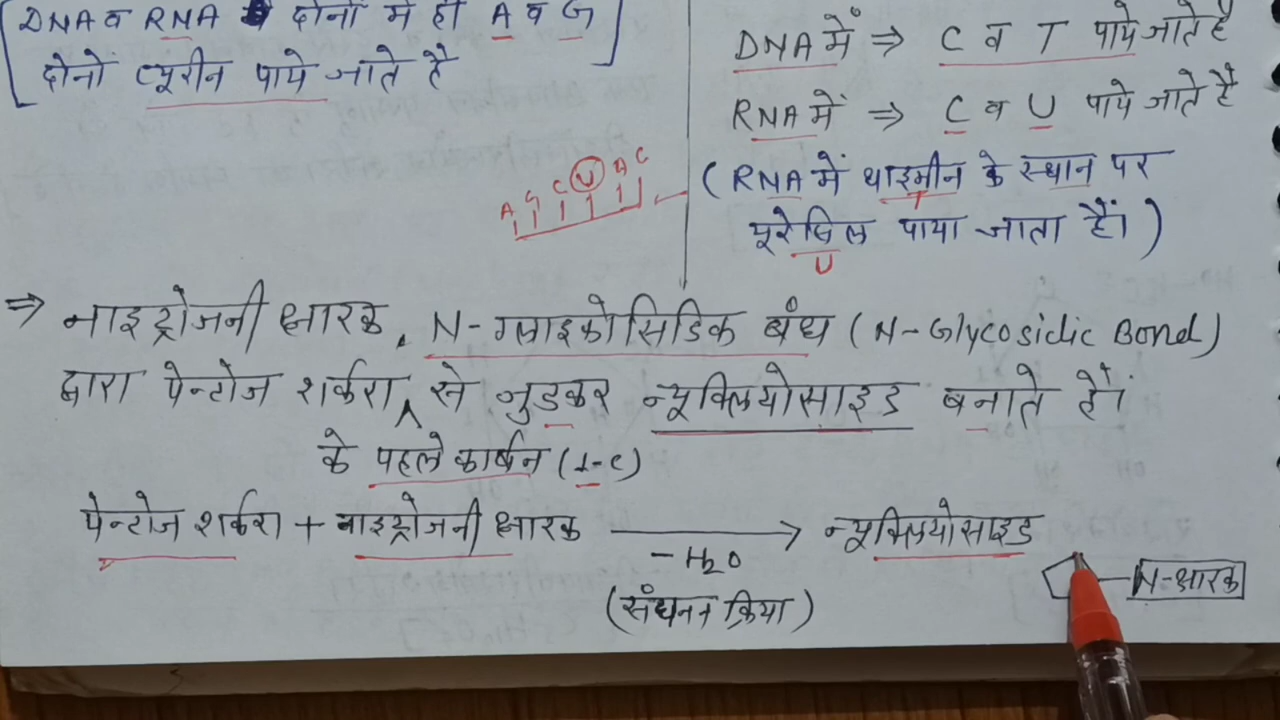 [DNA व RNA दोनों में ही A व G
दोनों प्यूरीन पाये जाते है]
DNA में ⇒ C व T पाये जाते है
RNA में ⇒ C व U पाये जाते है
(RNA में थाइमीन के स्थान पर
T
यूरेसिल पाया जाता हैं।)
U
A G C U A C
⇒ नाइट्रोजनी क्षारक, N-ग्लाइकोसिडिक बंध (N-Glycosidic Bond)
द्वारा पेन्टोज शर्करा ^ से जुडकर न्यूक्लियोसाइड बनाते हैं।
के पहले कार्बन (1-C)
पेन्टोज शर्करा + नाइट्रोजनी क्षारक ⟶ न्यूक्लियोसाइड
-H2O
N-क्षारक
(संघनन क्रिया)